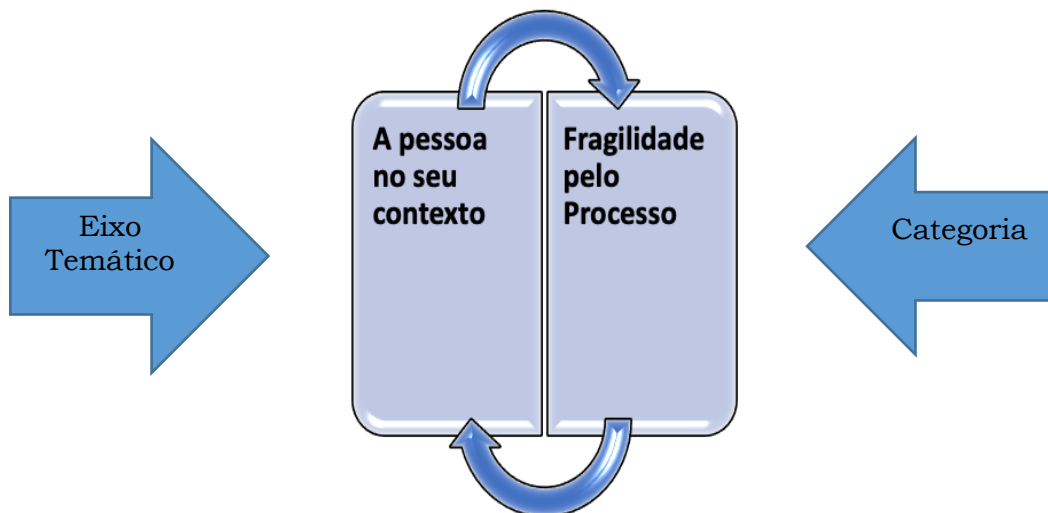 Eixo
Temático
A pessoa
no seu
contexto
Fragilidade
pelo
Processo
Categoria